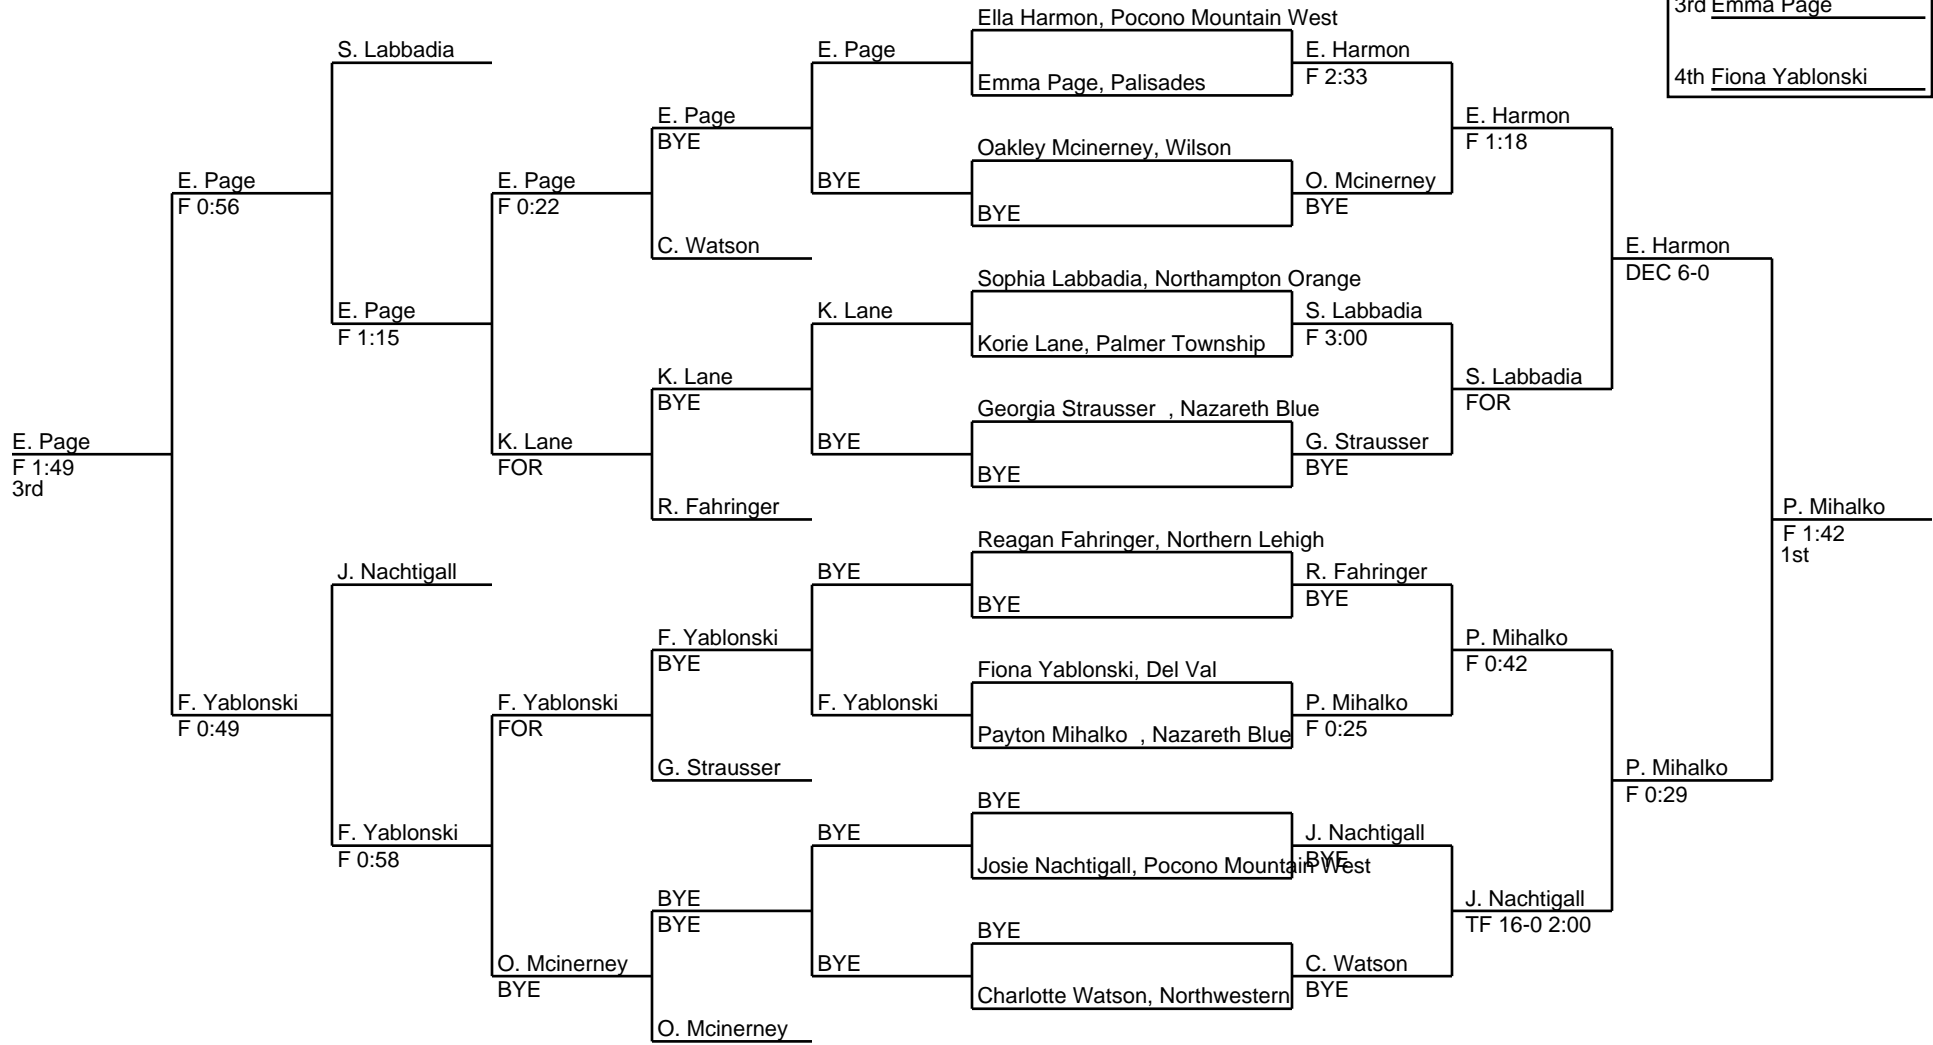 3rd Emma Page
4th Fiona Yablonski
E. Page
F 1:49
3rd
E. Page
F 0:56
F. Yablonski
F 0:49
S. Labbadia
E. Page
F 1:15
J. Nachtigall
F. Yablonski
F 0:58
E. Page
F 0:22
K. Lane
FOR
F. Yablonski
FOR
O. Mcinerney
BYE
E. Page
BYE
C. Watson
K. Lane
BYE
R. Fahringer
F. Yablonski
BYE
G. Strausser
BYE
BYE
O. Mcinerney
E. Page
BYE
K. Lane
BYE
BYE
F. Yablonski
BYE
BYE
Ella Harmon, Pocono Mountain West
Emma Page, Palisades
Oakley Mcinerney, Wilson
BYE
Sophia Labbadia, Northampton Orange
Korie Lane, Palmer Township
Georgia Strausser , Nazareth Blue
BYE
Reagan Fahringer, Northern Lehigh
BYE
Fiona Yablonski, Del Val
Payton Mihalko , Nazareth Blue
BYE
Josie Nachtigall, Pocono Mountain West
BYE
Charlotte Watson, Northwestern
E. Harmon
F 2:33
O. Mcinerney
BYE
S. Labbadia
F 3:00
G. Strausser
BYE
R. Fahringer
BYE
P. Mihalko
F 0:25
J. Nachtigall
BYE
C. Watson
BYE
E. Harmon
F 1:18
S. Labbadia
FOR
P. Mihalko
F 0:42
J. Nachtigall
TF 16-0 2:00
E. Harmon
DEC 6-0
P. Mihalko
F 0:29
P. Mihalko
F 1:42
1st